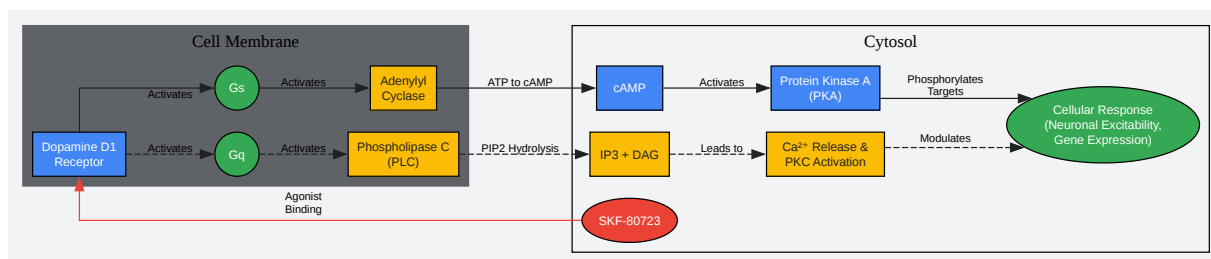 Cell Membrane
Cytosol
Activates
Gs
Activates
Adenylyl
Cyclase
ATP to cAMP
cAMP
Activates
Protein Kinase A
(PKA)
Phosphorylates
Targets
Cellular Response
(Neuronal Excitability,
Gene Expression)
Dopamine D1
Receptor
Activates
Gq
Activates
Phospholipase C
(PLC)
PIP2 Hydrolysis
IP3 + DAG
Leads to
Ca²⁺ Release &
PKC Activation
Modulates
Agonist
Binding
SKF-80723